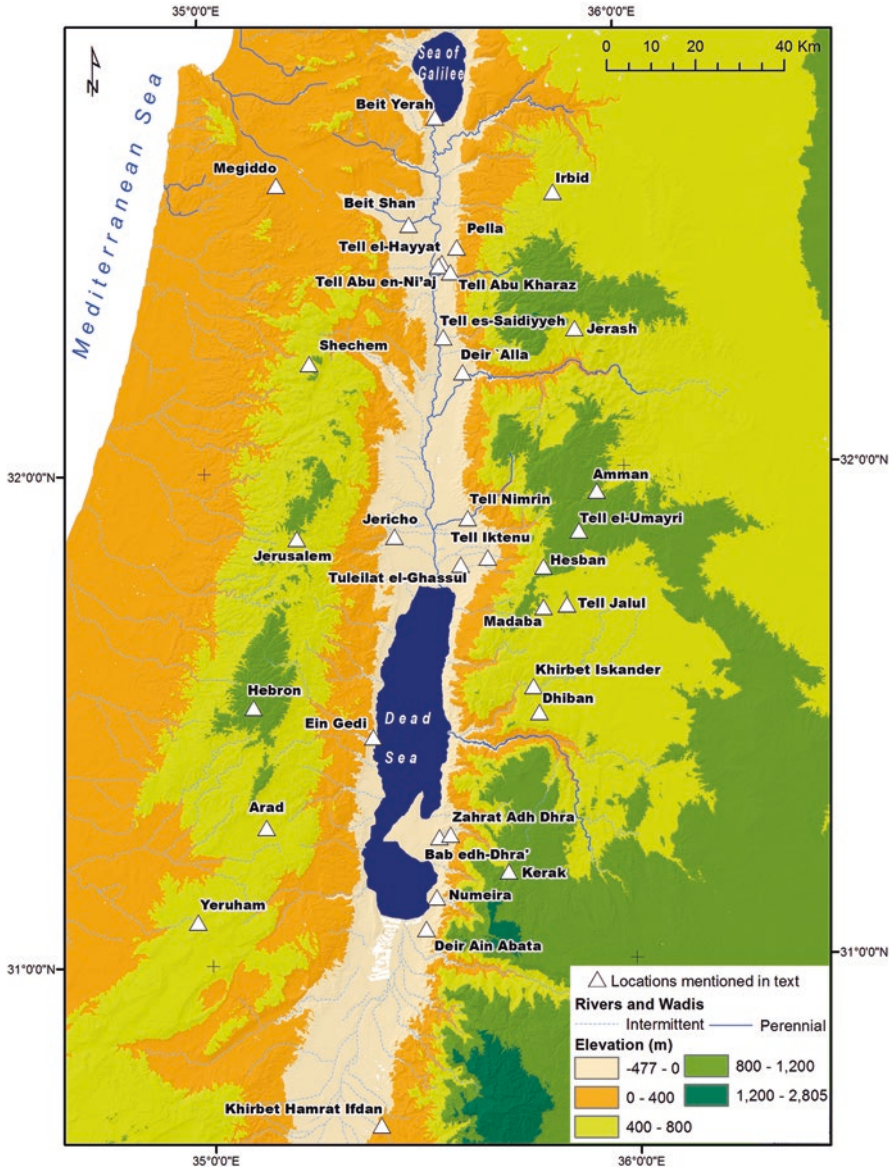 35°0'0"E
36°0'0"E
0 10 20 40 Km
N
Sea of
Galilee
Mediterranean Sea
Beit Yerah
Megiddo
Irbid
Beit Shan
Pella
Tell el-Hayyat
Tell Abu en-Ni'aj
Tell Abu Kharaz
Tell es-Saidiyyeh
Jerash
Shechem
Deir `Alla
32°0'0"N
32°0'0"N
Amman
Tell Nimrin
Jericho
Tell el-Umayri
Jerusalem
Tell Iktenu
Hesban
Tuleilat el-Ghassul
Tell Jalul
Madaba
Khirbet Iskander
Hebron
Dhiban
Ein Gedi
Dead
Sea
Arad
Zahrat Adh Dhra
Bab edh-Dhra'
Kerak
Yeruham
Numeira
Deir Ain Abata
31°0'0"N
31°0'0"N
Khirbet Hamrat Ifdan
Locations mentioned in text
Rivers and Wadis
Intermittent Perennial
Elevation (m)
-477 - 0 800 - 1,200
0 - 400 1,200 - 2,805
400 - 800
35°0'0"E
36°0'0"E